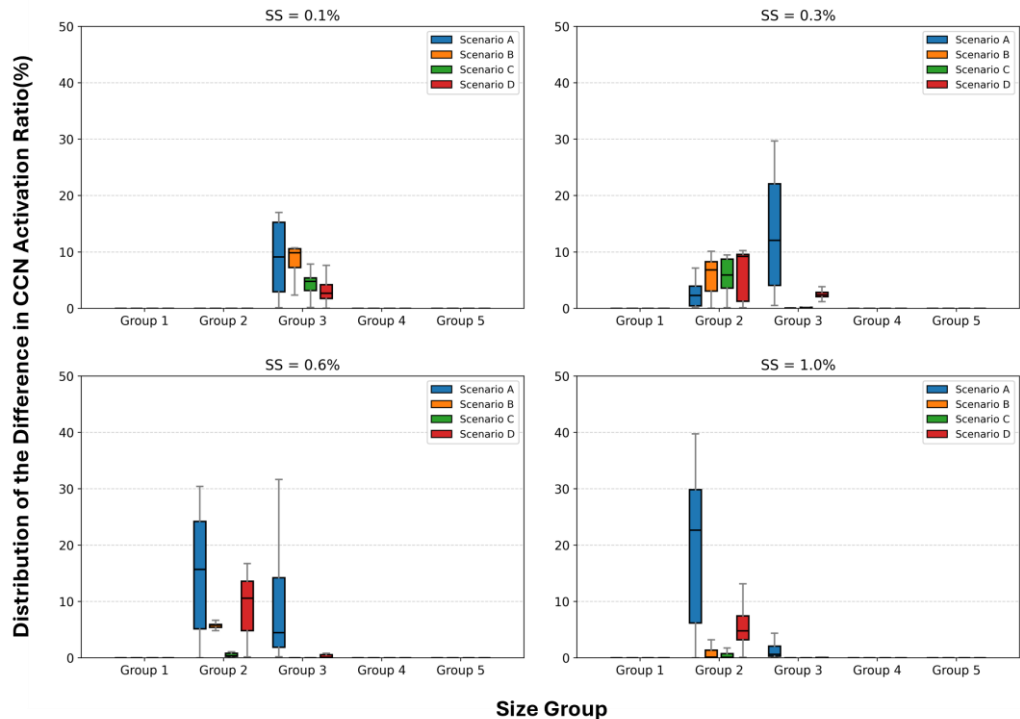 Distribution of the Difference in CCN Activation Ratio(%)
SS = 0.1%
50
40
30
20
10
0
Scenario A
Scenario B
Scenario C
Scenario D
Group 1 Group 2 Group 3 Group 4 Group 5
SS = 0.3%
50
40
30
20
10
0
Scenario A
Scenario B
Scenario C
Scenario D
Group 1 Group 2 Group 3 Group 4 Group 5
SS = 0.6%
50
40
30
20
10
0
Scenario A
Scenario B
Scenario C
Scenario D
Group 1 Group 2 Group 3 Group 4 Group 5
SS = 1.0%
50
40
30
20
10
0
Scenario A
Scenario B
Scenario C
Scenario D
Group 1 Group 2 Group 3 Group 4 Group 5
Size Group